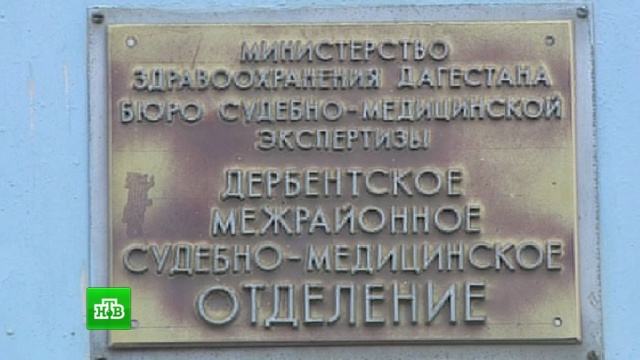 МИНИСТЕРСТВО
ЗДРАВООХРАНЕНИЯ ДАГЕСТАНА
БЮРО СУДЕБНО-МЕДИЦИНСКОЙ
ЭКСПЕРТИЗЫ
ДЕРБЕНТСКОЕ
МЕЖРАЙОННОЕ
СУДЕБНО-МЕДИЦИНСКОЕ
ОТДЕЛЕНИЕ
НТВ